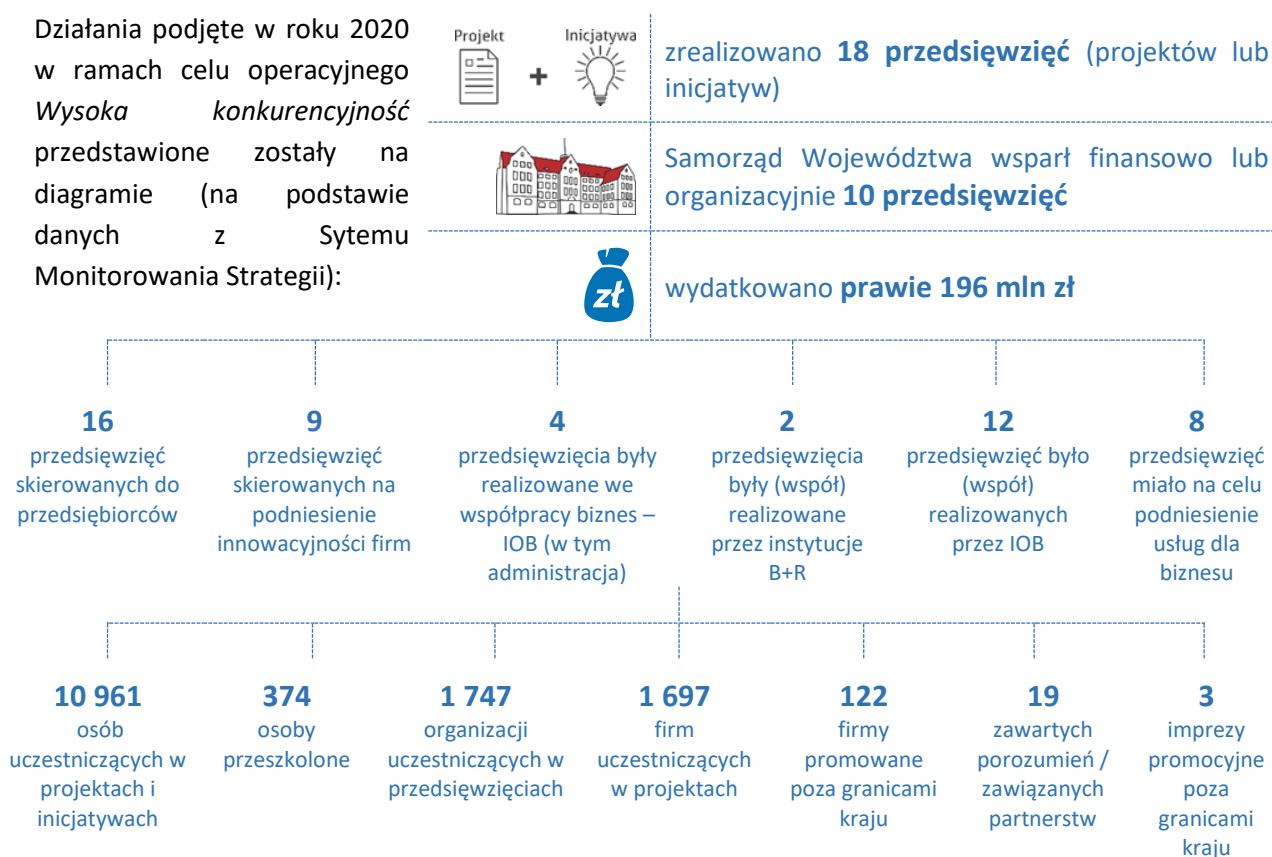 Działania podjęte w roku 2020
w ramach celu operacyjnego
Wysoka konkurencyjność
przedstawione zostały na
diagramie (na podstawie
danych z Sytemu
Monitorowania Strategii):
Projekt + Inicjatywa
zrealizowano 18 przedsięwzięć (projektów lub
inicjatyw)
Samorząd Województwa wsparł finansowo lub
organizacyjnie 10 przedsięwzięć
zł
wydatkowano prawie 196 mln zł
16
przedsięwzięć
skierowanych do
przedsiębiorców
9
przedsięwzięć
skierowanych na
podniesienie
innowacyjności firm
4
przedsięwzięcia były
realizowane we
współpracy biznes –
IOB (w tym
administracja)
2
przedsięwzięcia
były (współ)
realizowane
przez instytucje
B+R
12
przedsięwzięć było
(współ)
realizowanych
przez IOB
8
przedsięwzięć
miało na celu
podniesienie
usług dla
biznesu
10 961
osób
uczestniczących w
projektach i
inicjatywach
374
osoby
przeszkolone
1 747
organizacji
uczestniczących w
przedsięwzięciach
1 697
firm
uczestniczących
w projektach
122
firmy
promowane
poza granicami
kraju
19
zawartych
porozumień /
zawiązanych
partnerstw
3
imprezy
promocyjne
poza
granicami
kraju